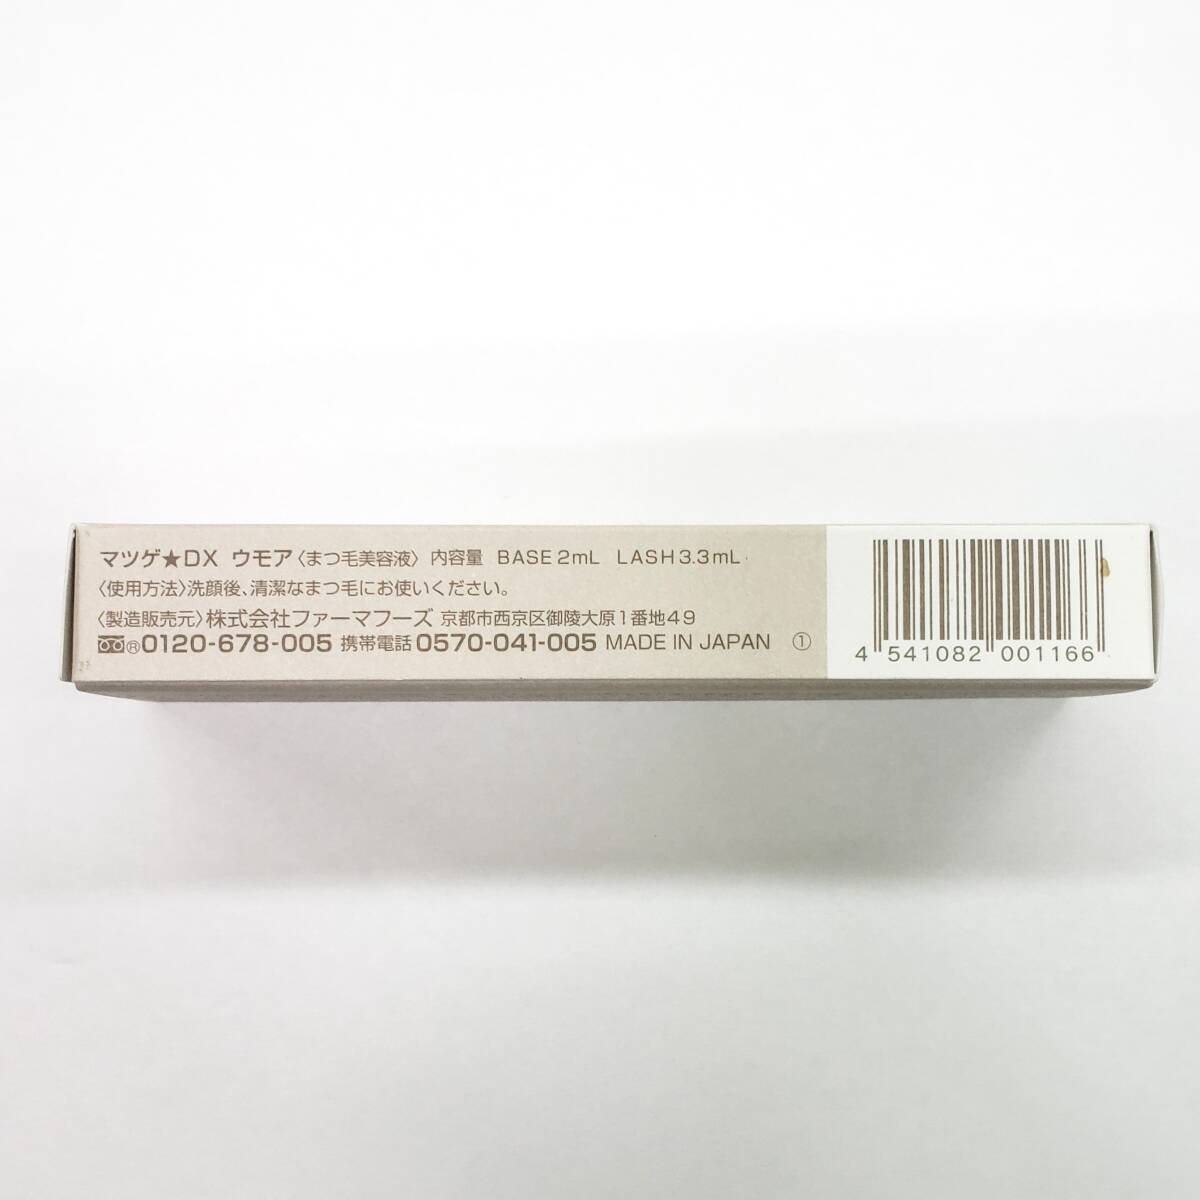 マツゲ★DX ウモア〈まつ毛美容液〉 内容量 BASE 2mL LASH 3.3mL
〈使用方法〉洗顔後、清潔なまつ毛にお使いください。
〈製造販売元〉株式会社ファーマフーズ 京都市西京区御陵大原1番地49
®0120-678-005 携帯電話 0570-041-005 MADE IN JAPAN ①
4 541082 001166